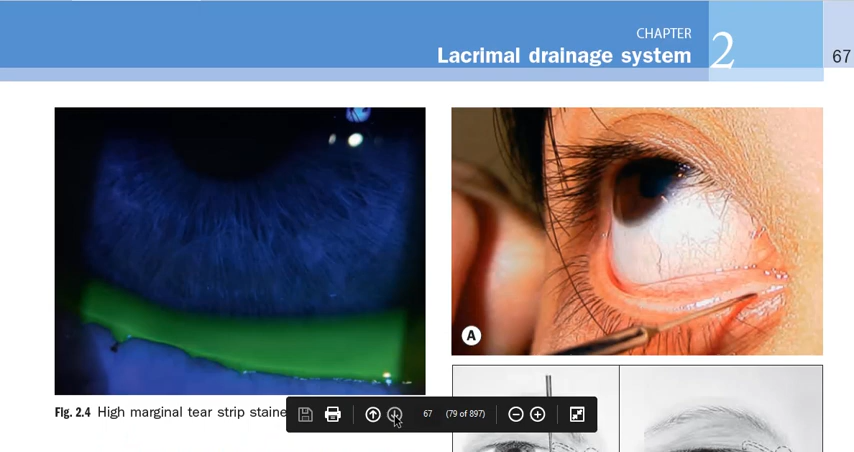 CHAPTER
Lacrimal drainage system
2
67
A
Fig. 2.4 High marginal tear strip staine
67 (79 of 897)